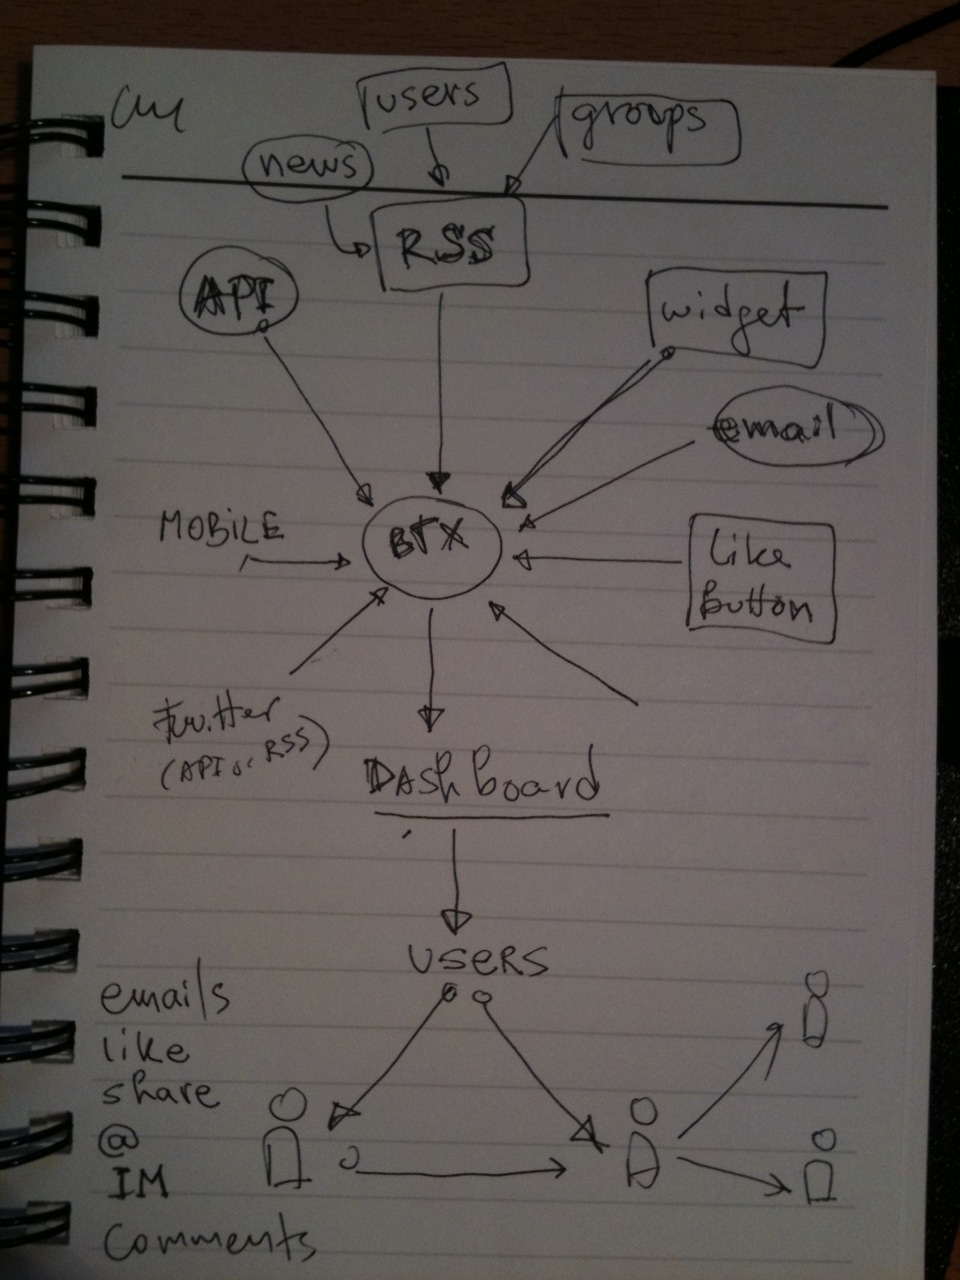 users
groups
news
RSS
API
widget
email
MOBILE
BTX
like
Button
twitter
(API or RSS)
DAshboard
USERS
emails
like
share
@
IM
Comments